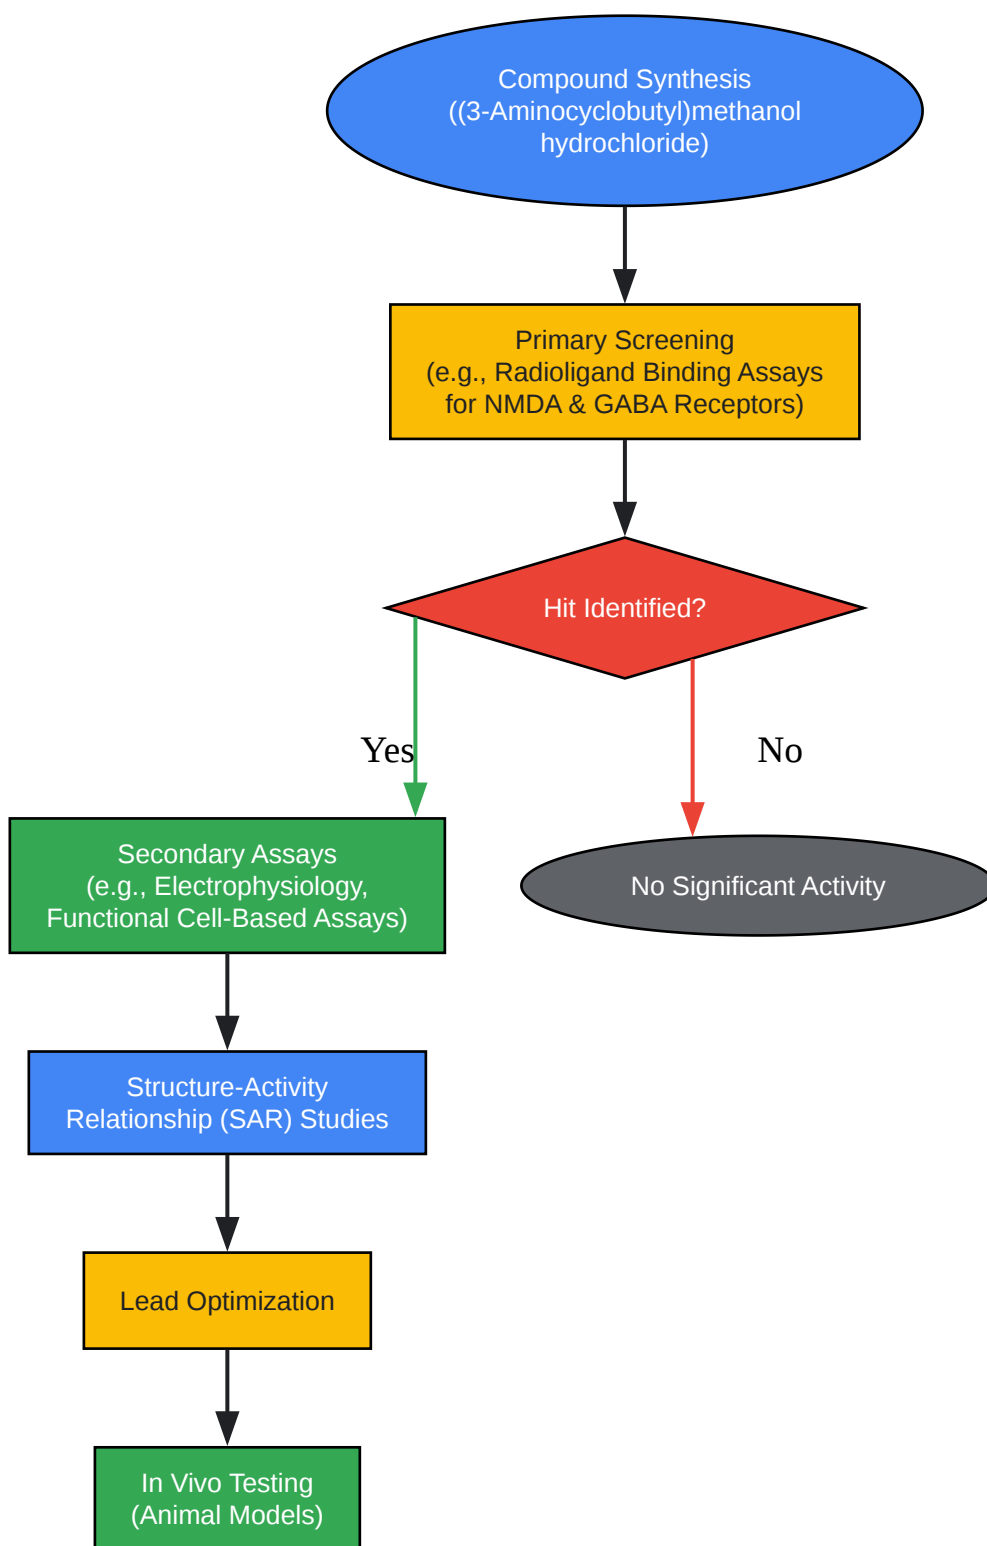 Compound Synthesis
((3-Aminocyclobutyl)methanol
hydrochloride)
Primary Screening
(e.g., Radioligand Binding Assays
for NMDA & GABA Receptors)
Hit Identified?
Yes
No
Secondary Assays
(e.g., Electrophysiology,
Functional Cell-Based Assays)
No Significant Activity
Structure-Activity
Relationship (SAR) Studies
Lead Optimization
In Vivo Testing
(Animal Models)